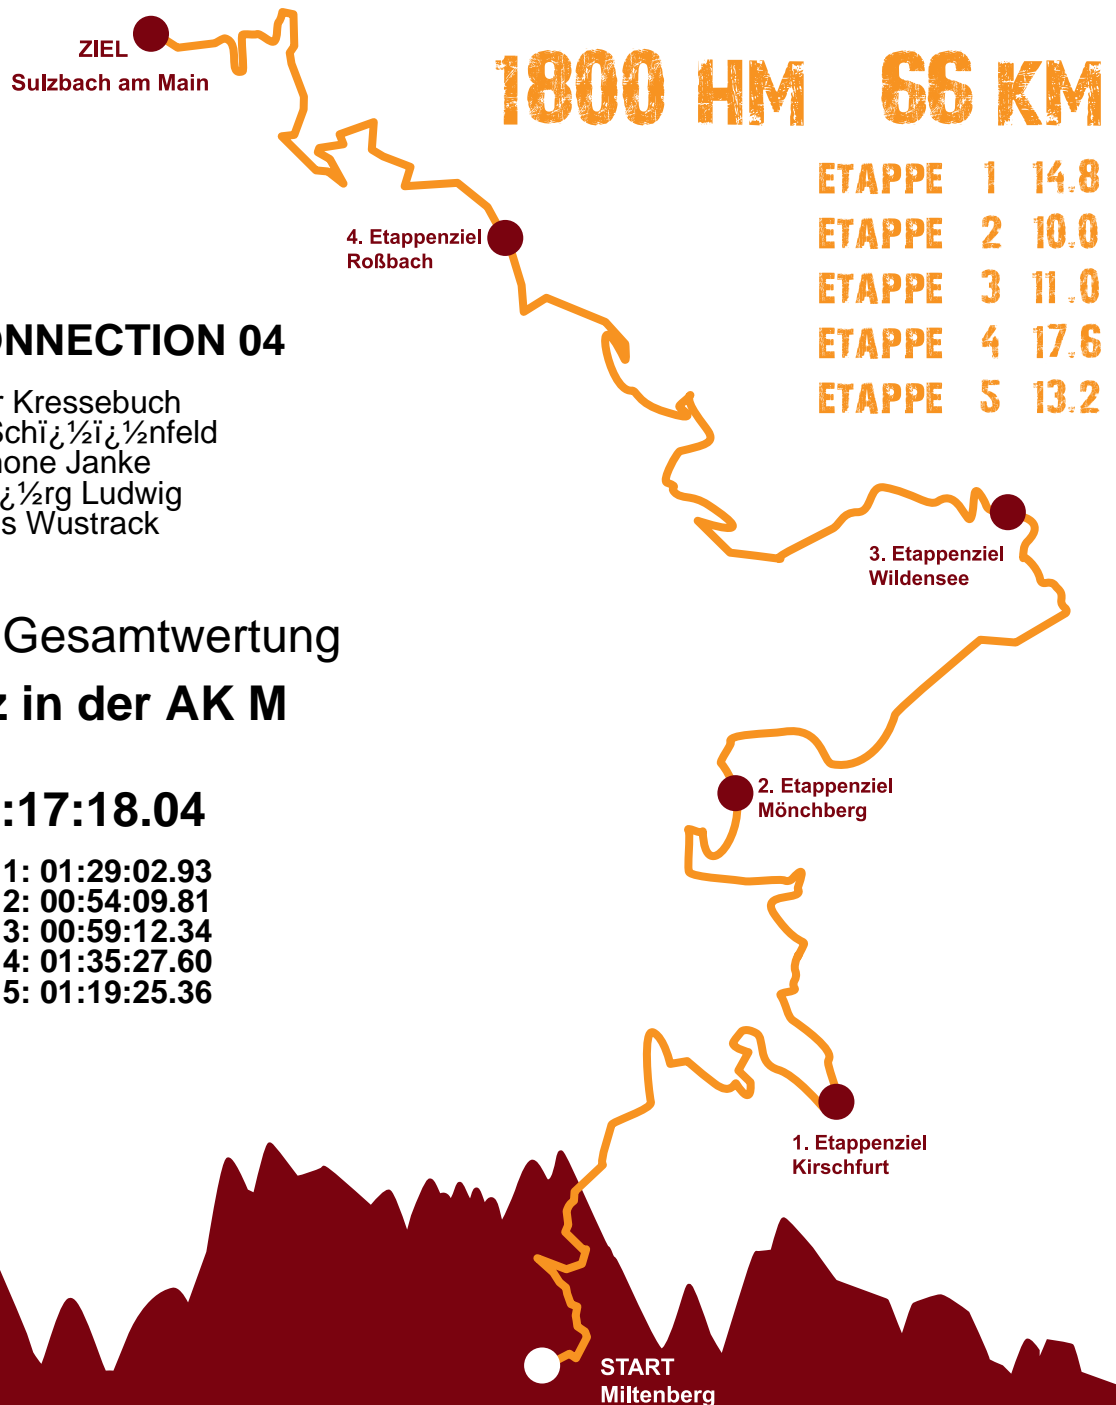 ZIEL
Sulzbach am Main
1800 HM 66 KM
ETAPPE 1 14.8
ETAPPE 2 10.0
ETAPPE 3 11.0
ETAPPE 4 17.6
ETAPPE 5 13.2
4. Etappenziel
Roßbach
ONNECTION 04
r Kressebuch
Schï¿½ï¿½nfeld
none Janke
ï¿½rg Ludwig
s Wustrack
3. Etappenziel
Wildensee
Gesamtwertung
z in der AK M
2. Etappenziel
Mönchberg
:17:18.04
1: 01:29:02.93
2: 00:54:09.81
3: 00:59:12.34
4: 01:35:27.60
5: 01:19:25.36
1. Etappenziel
Kirschfurt
START
Miltenberg